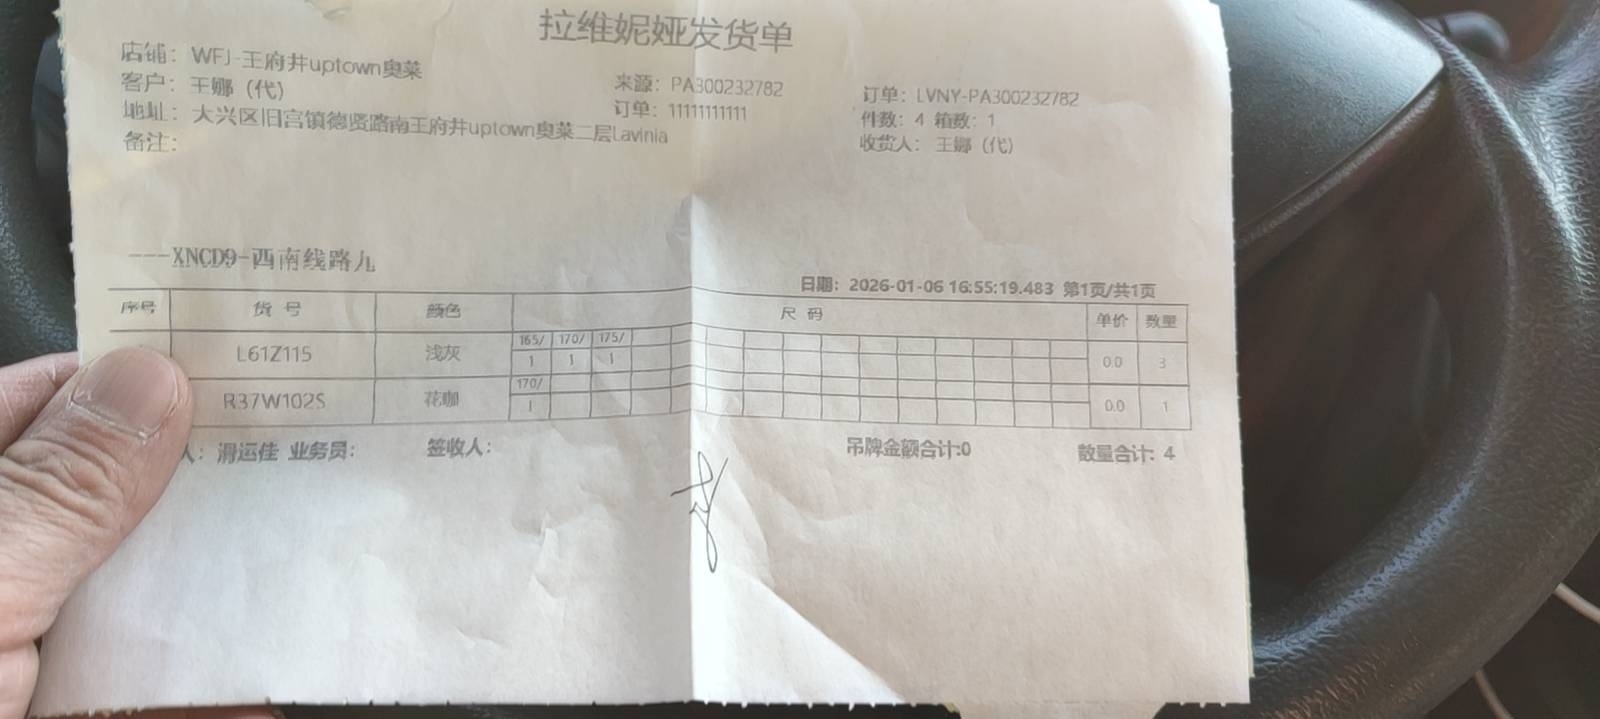 拉维妮娅发货单
店铺：WFJ-王府井uptown奥莱
客户：王娜（代） 来源：PA300232782 订单：LVNY-PA300232782
地址：大兴区旧宫镇德贤路南王府井uptown奥莱二层Lavinia 订单：11111111111 件数：4 箱数：1
备注： 收货人：王娜（代）
---XNCD9-西南线路九
日期：2026-01-06 16:55:19.483 第1页/共1页
序号 货号 颜色 尺码 单价 数量
165/ 170/ 175/
L61Z115 浅灰 1 1 1 0.0 3
170/
R37W102S 花咖 1 0.0 1
人：滑运佳 业务员： 签收人： 吊牌金额合计:0 数量合计: 4